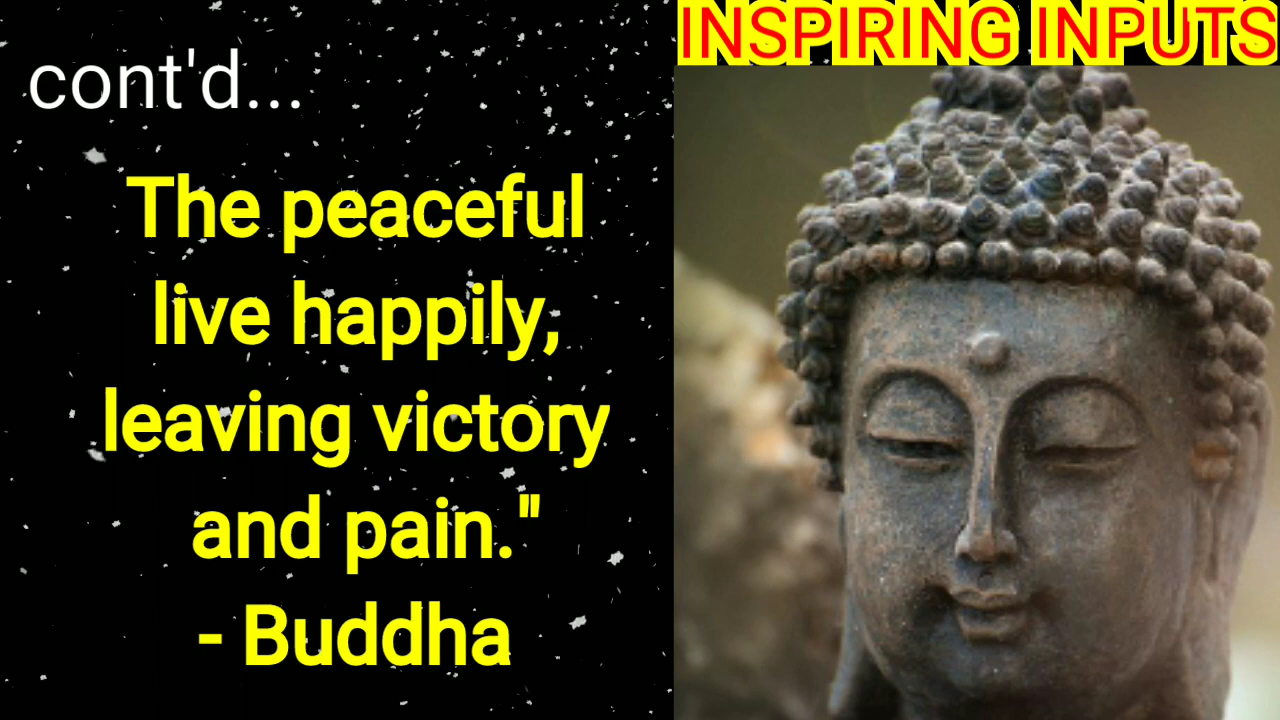 INSPIRING INPUTS
cont'd...
The peaceful
live happily,
leaving victory
and pain."
- Buddha